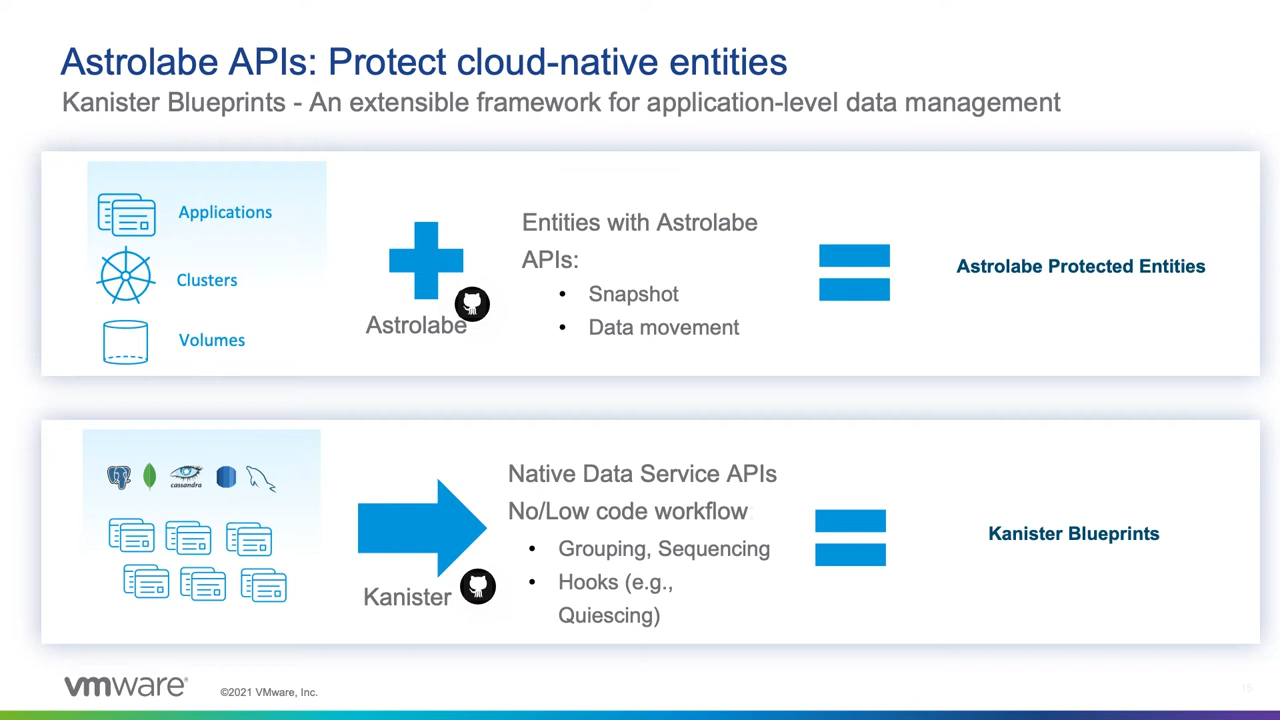 Astrolabe APIs: Protect cloud-native entities
Kanister Blueprints - An extensible framework for application-level data management
Applications
Clusters
Volumes
Astrolabe
Entities with Astrolabe
APIs:
• Snapshot
• Data movement
Astrolabe Protected Entities
cassandra
Kanister
Native Data Service APIs
No/Low code workflow
• Grouping, Sequencing
• Hooks (e.g.,
Quiescing)
Kanister Blueprints
vmware®
©2021 VMware, Inc.
15